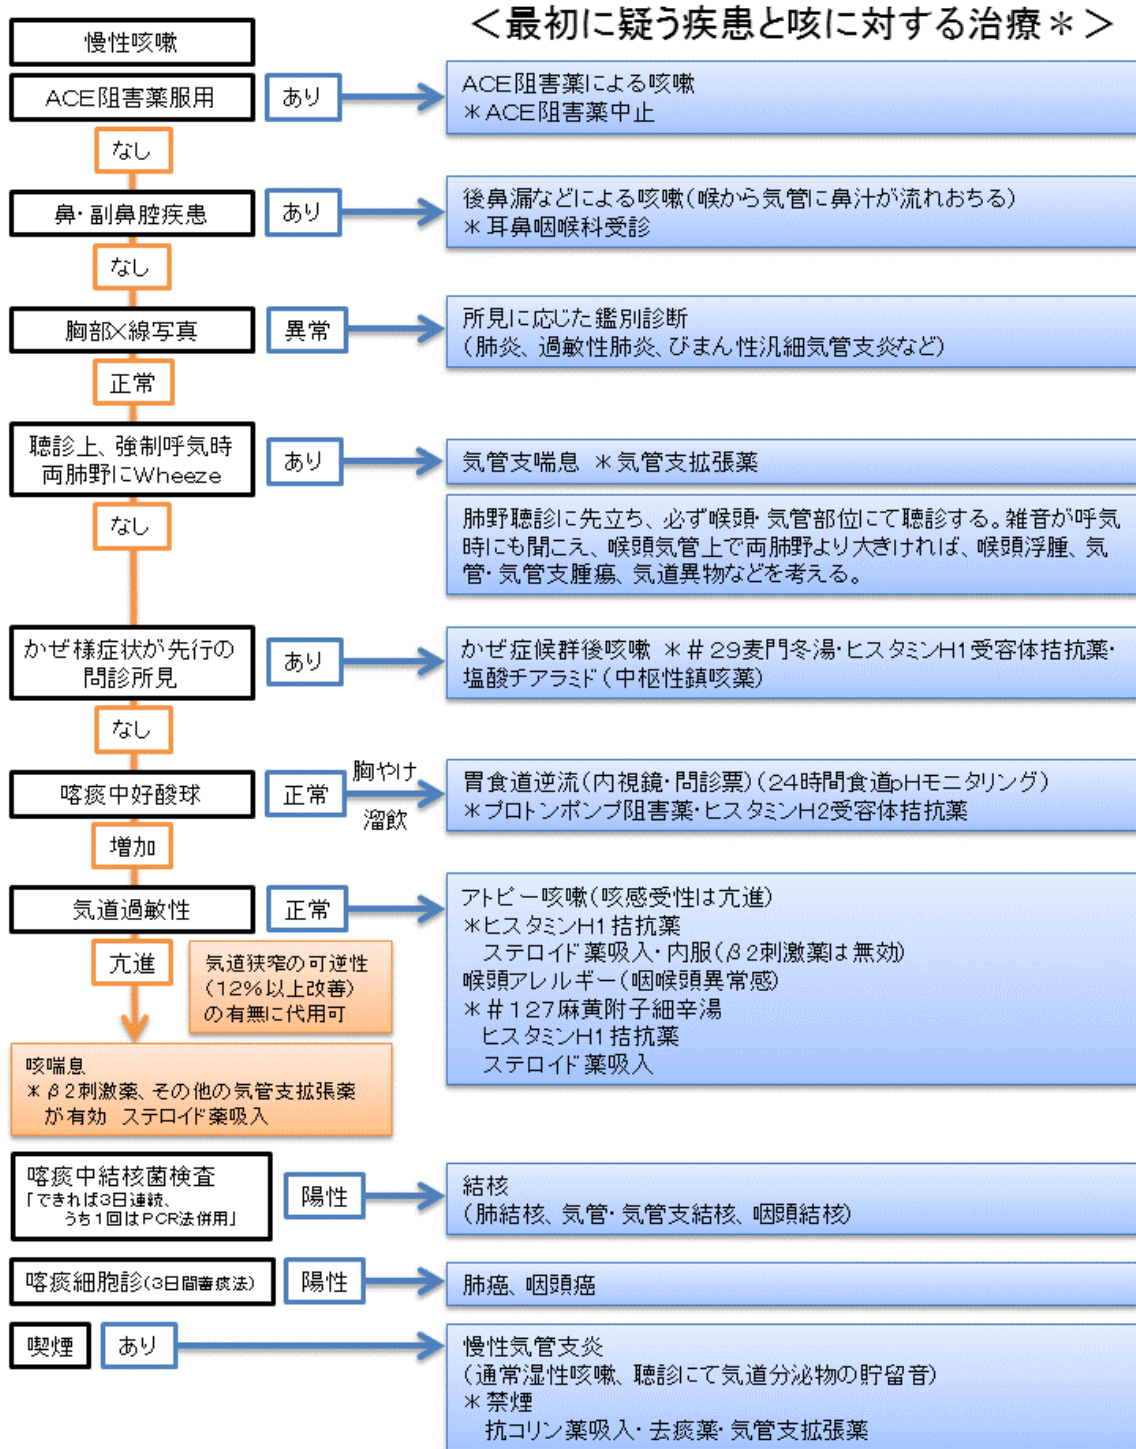 ＜最初に疑う疾患と咳に対する治療＊＞
慢性咳嗽
ACE阻害薬服用
あり
ACE阻害薬による咳嗽
＊ACE阻害薬中止
なし
鼻・副鼻腔疾患
あり
後鼻漏などによる咳嗽(喉から気管に鼻汁が流れおちる)
＊耳鼻咽喉科受診
なし
胸部X線写真
異常
所見に応じた鑑別診断
(肺炎、過敏性肺炎、びまん性汎細気管支炎など)
正常
聴診上、強制呼気時
両肺野にWheeze
あり
気管支喘息 ＊気管支拡張薬
なし
肺野聴診に先立ち、必ず喉頭・気管部位にて聴診する。雑音が呼気
時にも聞こえ、喉頭気管上で両肺野より大きければ、喉頭浮腫、気
管・気管支腫瘍、気道異物などを考える。
かぜ様症状が先行の
問診所見
あり
かぜ症候群後咳嗽 ＊＃29麦門冬湯・ヒスタミンH1受容体拮抗薬・
塩酸チアラミド(中枢性鎮咳薬)
なし
喀痰中好酸球
正常
胸やけ
溜飲
胃食道逆流(内視鏡・問診票)(24時間食道pHモニタリング)
＊プロトンポンプ阻害薬・ヒスタミンH2受容体拮抗薬
増加
気道過敏性
正常
アトピー咳嗽(咳感受性は亢進)
＊ヒスタミンH1拮抗薬
ステロイド薬吸入・内服(β2刺激薬は無効)
喉頭アレルギー(咽喉頭異常感)
＊＃127麻黄附子細辛湯
ヒスタミンH1拮抗薬
ステロイド薬吸入
亢進
気道狭窄の可逆性
(12%以上改善)
の有無に代用可
咳喘息
＊β2刺激薬、その他の気管支拡張薬
が有効 ステロイド薬吸入
喀痰中結核菌検査
「できれば3日連続、
うち1回はPCR法併用」
陽性
結核
(肺結核、気管・気管支結核、咽頭結核)
喀痰細胞診(3日間蓄痰法)
陽性
肺癌、咽頭癌
喫煙
あり
慢性気管支炎
(通常湿性咳嗽、聴診にて気道分泌物の貯留音)
＊禁煙
抗コリン薬吸入・去痰薬・気管支拡張薬